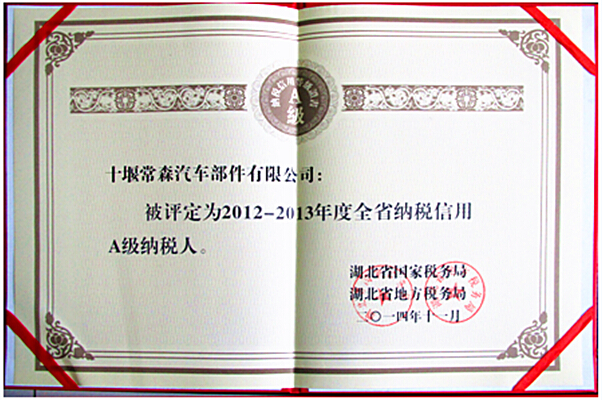 A
级
十堰常森汽车部件有限公司：
被评定为2012-2013年度全省纳税信用
A级纳税人。
湖北省国家税务局
湖北省地方税务局
二〇一四年十一月